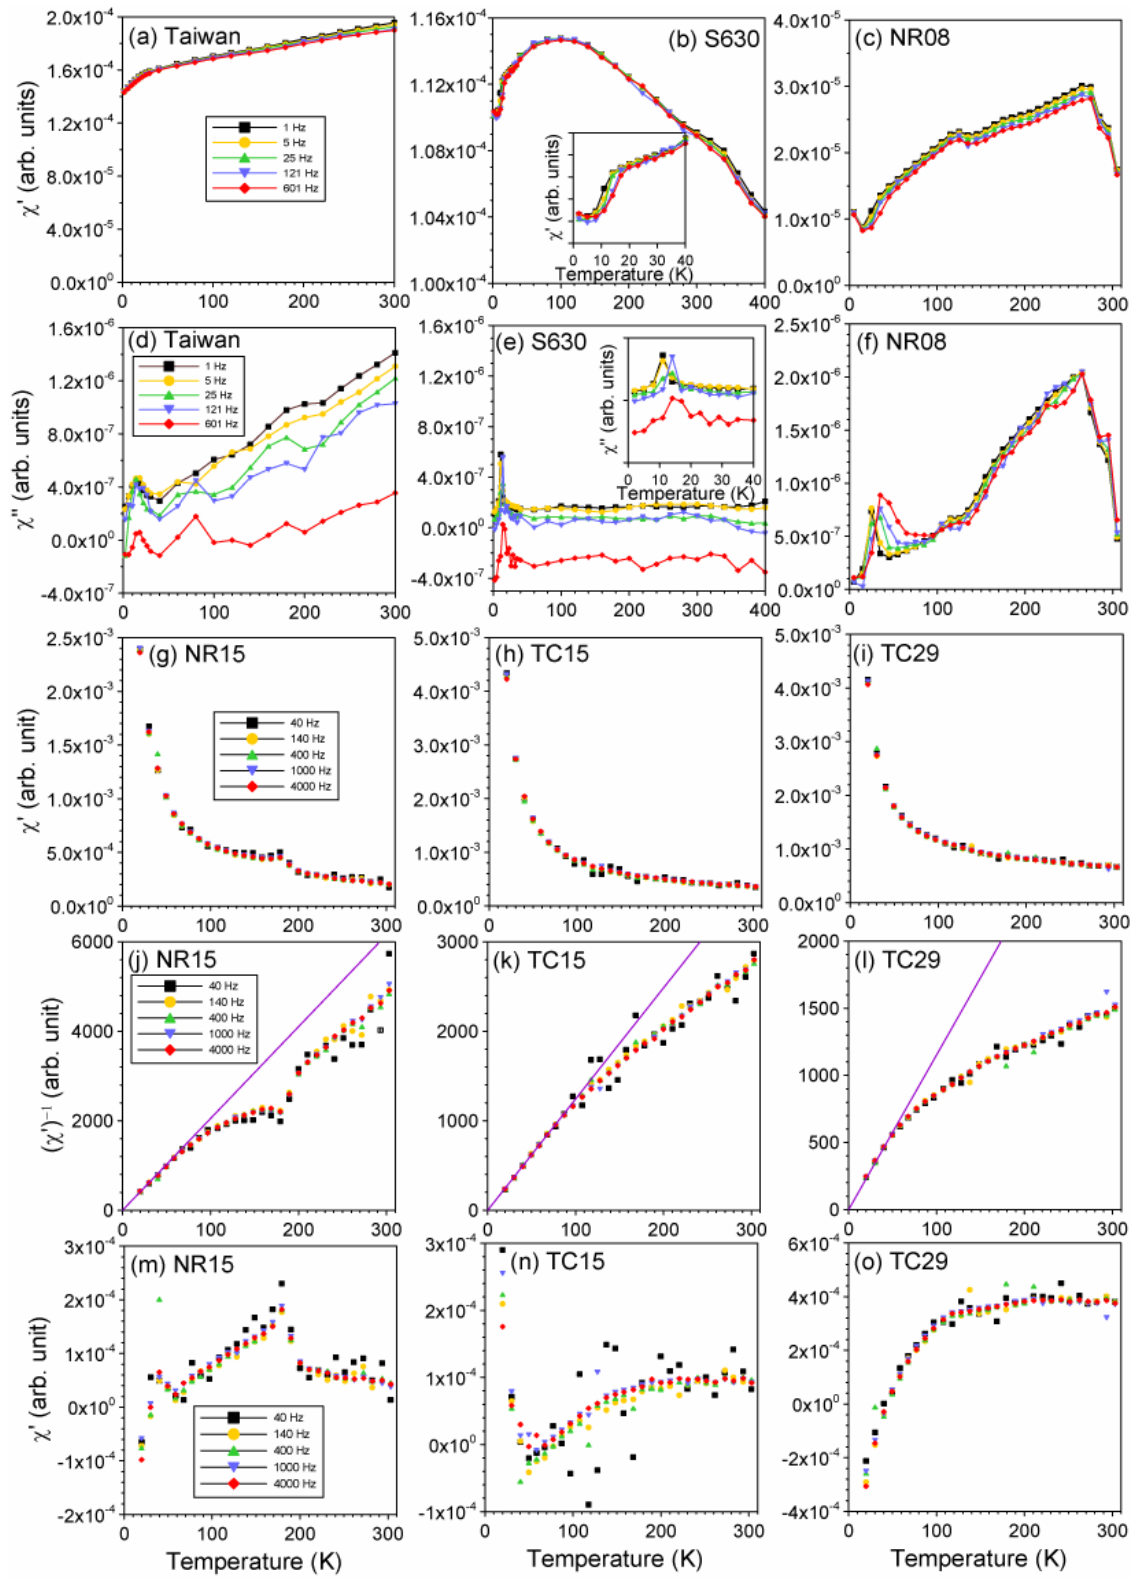 (a) Taiwan
χ' (arb. units)
2.0x10⁻⁴
1.6x10⁻⁴
1.2x10⁻⁴
8.0x10⁻⁵
4.0x10⁻⁵
0.0x10⁰
1 Hz
5 Hz
25 Hz
121 Hz
601 Hz
0 100 200 300
(b) S630
1.16x10⁻⁴
1.12x10⁻⁴
1.08x10⁻⁴
1.04x10⁻⁴
1.00x10⁻⁴
χ' (arb. units)
0 10 20 30 40
Temperature (K)
0 100 200 300 400
(c) NR08
4.0x10⁻⁵
3.0x10⁻⁵
2.0x10⁻⁵
1.0x10⁻⁵
0.0x10⁰
0 100 200 300
(d) Taiwan
χ" (arb. units)
1.6x10⁻⁶
1.2x10⁻⁶
8.0x10⁻⁷
4.0x10⁻⁷
0.0x10⁰
-4.0x10⁻⁷
1 Hz
5 Hz
25 Hz
121 Hz
601 Hz
0 100 200 300
(e) S630
1.6x10⁻⁶
1.2x10⁻⁶
8.0x10⁻⁷
4.0x10⁻⁷
0.0x10⁰
-4.0x10⁻⁷
χ" (arb. units)
0 10 20 30 40
Temperature (K)
0 100 200 300 400
(f) NR08
2.5x10⁻⁶
2.0x10⁻⁶
1.5x10⁻⁶
1.0x10⁻⁶
5.0x10⁻⁷
0.0x10⁰
0 100 200 300
(g) NR15
χ' (arb. unit)
2.5x10⁻³
2.0x10⁻³
1.5x10⁻³
1.0x10⁻³
5.0x10⁻⁴
0.0x10⁰
40 Hz
140 Hz
400 Hz
1000 Hz
4000 Hz
0 100 200 300
(h) TC15
5.0x10⁻³
4.0x10⁻³
3.0x10⁻³
2.0x10⁻³
1.0x10⁻³
0.0x10⁰
0 100 200 300
(i) TC29
5.0x10⁻³
4.0x10⁻³
3.0x10⁻³
2.0x10⁻³
1.0x10⁻³
0.0x10⁰
0 100 200 300
(j) NR15
(χ')⁻¹ (arb. unit)
6000
4000
2000
0
40 Hz
140 Hz
400 Hz
1000 Hz
4000 Hz
0 100 200 300
(k) TC15
3000
2000
1000
0
0 100 200 300
(l) TC29
2000
1500
1000
500
0
0 100 200 300
(m) NR15
χ' (arb. unit)
3x10⁻⁴
2x10⁻⁴
1x10⁻⁴
0x10⁰
-1x10⁻⁴
-2x10⁻⁴
40 Hz
140 Hz
400 Hz
1000 Hz
4000 Hz
0 100 200 300
Temperature (K)
(n) TC15
3x10⁻⁴
2x10⁻⁴
1x10⁻⁴
0x10⁰
-1x10⁻⁴
0 100 200 300
Temperature (K)
(o) TC29
6x10⁻⁴
4x10⁻⁴
2x10⁻⁴
0x10⁰
-2x10⁻⁴
-4x10⁻⁴
0 100 200 300
Temperature (K)